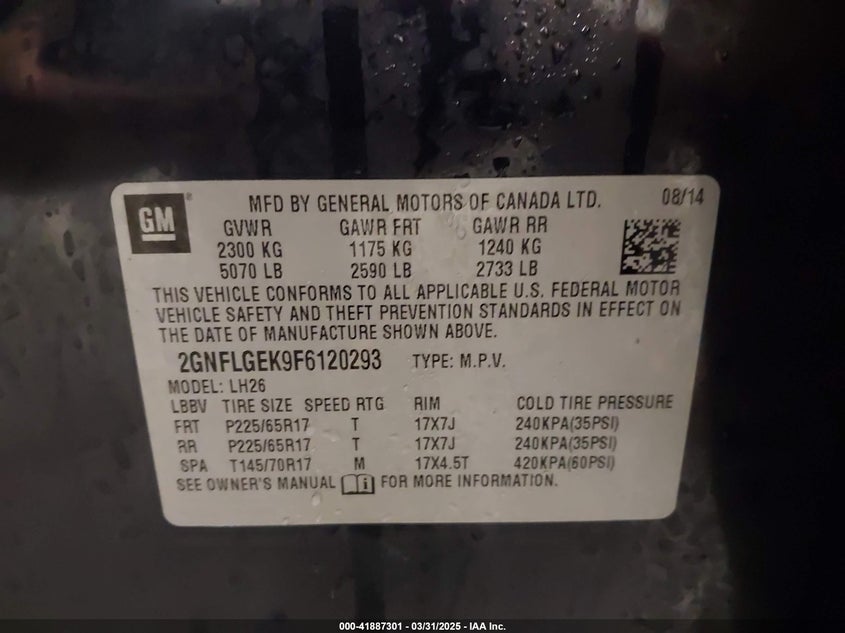 GM
MFD BY GENERAL MOTORS OF CANADA LTD. 08/14
GVWR GAWR FRT GAWR RR
2300 KG 1175 KG 1240 KG
5070 LB 2590 LB 2733 LB
THIS VEHICLE CONFORMS TO ALL APPLICABLE U.S. FEDERAL MOTOR
VEHICLE SAFETY AND THEFT PREVENTION STANDARDS IN EFFECT ON
THE DATE OF MANUFACTURE SHOWN ABOVE.
2GNFLGEK9F6120293 TYPE: M.P.V.
MODEL: LH26
LBBV TIRE SIZE SPEED RTG RIM COLD TIRE PRESSURE
FRT P225/65R17 T 17X7J 240KPA(35PSI)
RR P225/65R17 T 17X7J 240KPA(35PSI)
SPA T145/70R17 M 17X4.5T 420KPA(60PSI)
SEE OWNER'S MANUAL i FOR MORE INFORMATION.
000-41887301 - 03/31/2025 - IAA Inc.